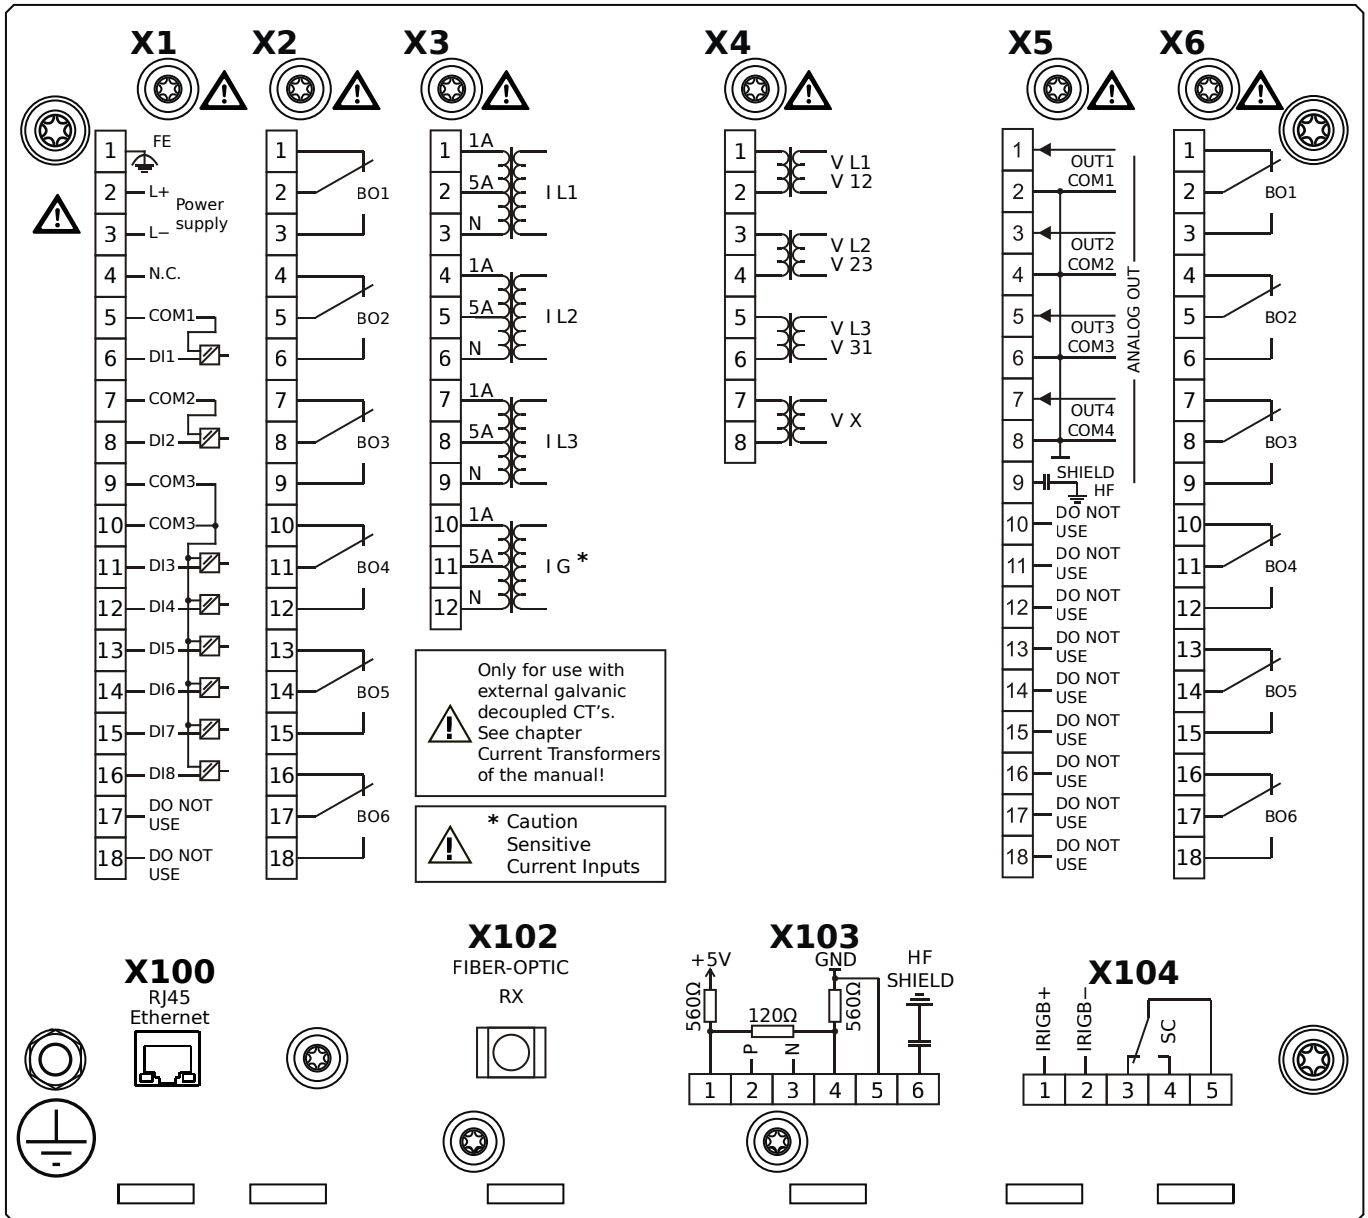 X1
X2
X3
X4
X5
X6
1 FE
2 L+
Power
supply
3 L−
4 N.C.
5 COM1
6 DI1
7 COM2
8 DI2
9 COM3
10 COM3
11 DI3
12 DI4
13 DI5
14 DI6
15 DI7
16 DI8
17 DO NOT
USE
18 DO NOT
USE
1
2 BO1
3
4
5 BO2
6
7
8 BO3
9
10
11 BO4
12
13
14 BO5
15
16
17 BO6
18
1 1A
2 5A I L1
3 N
4 1A
5 5A I L2
6 N
7 1A
8 5A I L3
9 N
10 1A
11 5A I G *
12 N
Only for use with
external galvanic
decoupled CT's.
See chapter
Current Transformers
of the manual!
* Caution
Sensitive
Current Inputs
1 V L1
2 V 12
3 V L2
4 V 23
5 V L3
6 V 31
7 V X
8
1 OUT1
2 COM1
3 OUT2
4 COM2
5 OUT3
6 COM3
7 OUT4
8 COM4
ANALOG OUT
9 SHIELD
HF
10 DO NOT
USE
11 DO NOT
USE
12 DO NOT
USE
13 DO NOT
USE
14 DO NOT
USE
15 DO NOT
USE
16 DO NOT
USE
17 DO NOT
USE
18 DO NOT
USE
1
2 BO1
3
4
5 BO2
6
7
8 BO3
9
10
11 BO4
12
13
14 BO5
15
16
17 BO6
18
X100
RJ45
Ethernet
X102
FIBER-OPTIC
RX
X103
+5V
GND
HF
SHIELD
560Ω
120Ω
560Ω
P
N
1 2 3 4 5 6
X104
IRIGB+
IRIGB−
SC
1 2 3 4 5